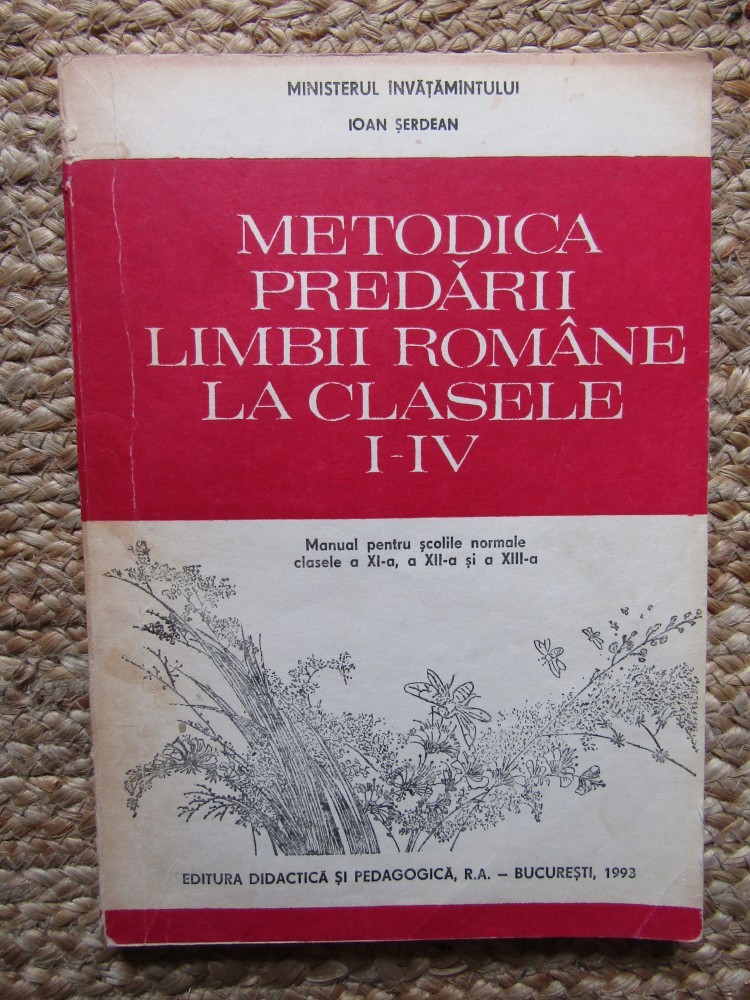 MINISTERUL ÎNVĂȚĂMÎNTULUI
IOAN ȘERDEAN
METODICA
PREDĂRII
LIMBII ROMÂNE
LA CLASELE
I-IV
Manual pentru școlile normale
clasele a XI-a, a XII-a și a XIII-a
EDITURA DIDACTICĂ ȘI PEDAGOGICĂ, R.A. – BUCUREȘTI, 1993